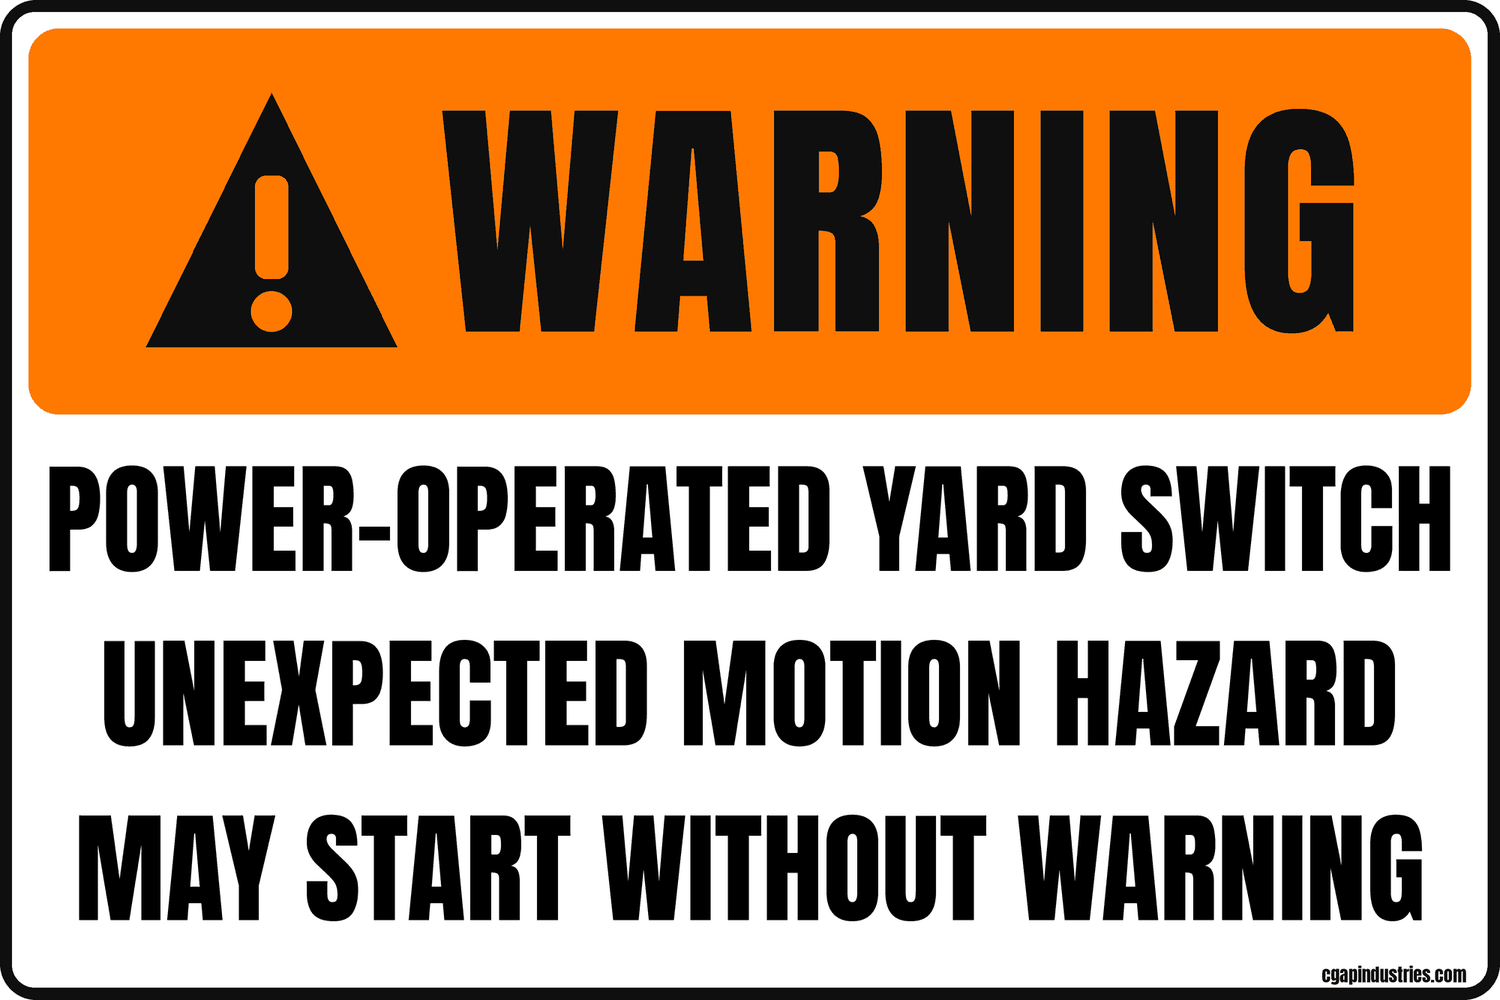 WARNING
POWER-OPERATED YARD SWITCH
UNEXPECTED MOTION HAZARD
MAY START WITHOUT WARNING
cgapindustries.com